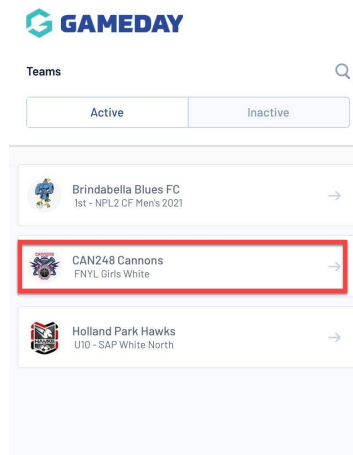 GAMEDAY
Teams
Active
Inactive
Brindabella Blues FC
1st - NPL2 CF Men's 2021
CAN248 Cannons
FNYL Girls White
Holland Park Hawks
U10 - SAP White North